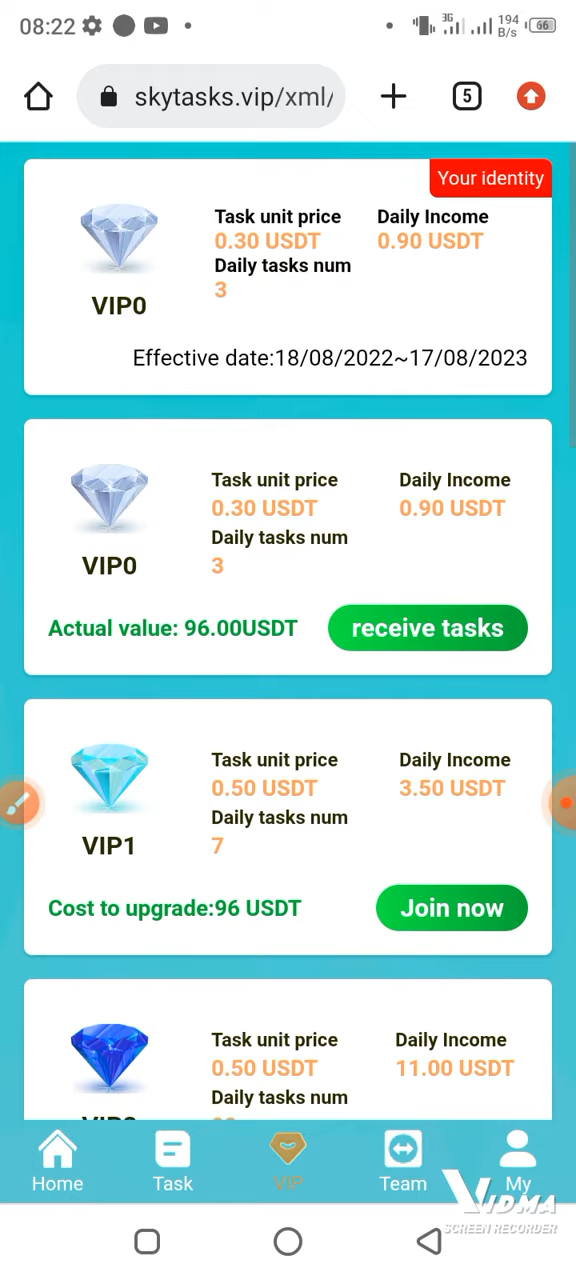 08:22
3G
194
B/s
66
skytasks.vip/xml/
5
Your identity
Task unit price Daily Income
0.30 USDT 0.90 USDT
Daily tasks num
3
VIP0
Effective date:18/08/2022~17/08/2023
Task unit price Daily Income
0.30 USDT 0.90 USDT
Daily tasks num
3
VIP0
Actual value: 96.00USDT receive tasks
Task unit price Daily Income
0.50 USDT 3.50 USDT
Daily tasks num
7
VIP1
Cost to upgrade:96 USDT Join now
Task unit price Daily Income
0.50 USDT 11.00 USDT
Daily tasks num
Home Task VIP Team My
VIDMA
SCREEN RECORDER